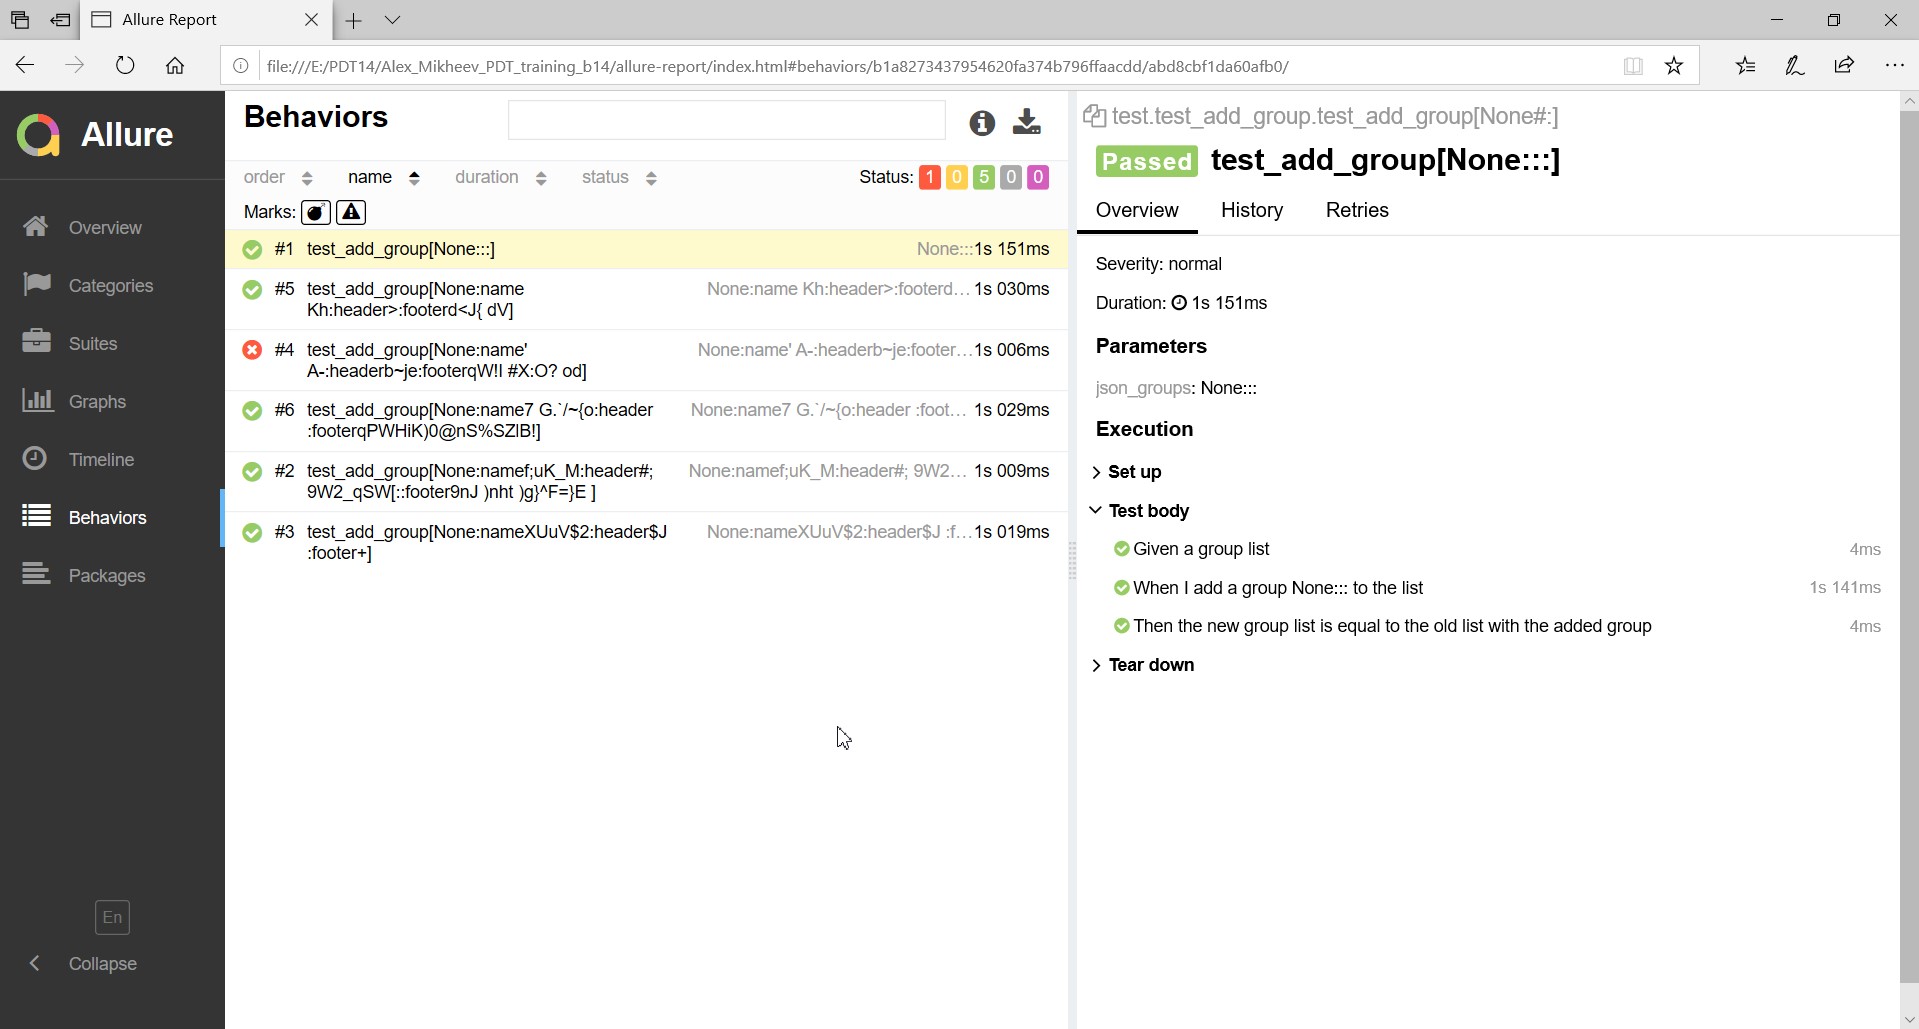 Allure Report
file:///E:/PDT14/Alex_Mikheev_PDT_training_b14/allure-report/index.html#behaviors/b1a8273437954620fa374b796ffaacdd/abd8cbf1da60afb0/
Allure
Overview
Categories
Suites
Graphs
Timeline
Behaviors
Packages
En
Collapse
Behaviors
order name duration status Status: 1 0 5 0 0
Marks:
#1 test_add_group[None:::] None:::1s 151ms
#5 test_add_group[None:name None:name Kh:header>:footerd... 1s 030ms
Kh:header>:footerd<J{ dV]
#4 test_add_group[None:name' None:name' A-:headerb~je:footer...1s 006ms
A-:headerb~je:footerqW!I #X:O? od]
#6 test_add_group[None:name7 G.`/~{o:header None:name7 G.`/~{o:header :foot... 1s 029ms
:footerqPWHiK)0@nS%SZIB!]
#2 test_add_group[None:namef;uK_M:header#; None:namef;uK_M:header#; 9W2... 1s 009ms
9W2_qSW[::footer9nJ )nht )g}^F=}E ]
#3 test_add_group[None:nameXUuV$2:header$J None:nameXUuV$2:header$J :f...1s 019ms
:footer+]
test.test_add_group.test_add_group[None#:]
Passed test_add_group[None:::]
Overview History Retries
Severity: normal
Duration: 1s 151ms
Parameters
json_groups: None:::
Execution
Set up
Test body
Given a group list 4ms
When I add a group None::: to the list 1s 141ms
Then the new group list is equal to the old list with the added group 4ms
Tear down